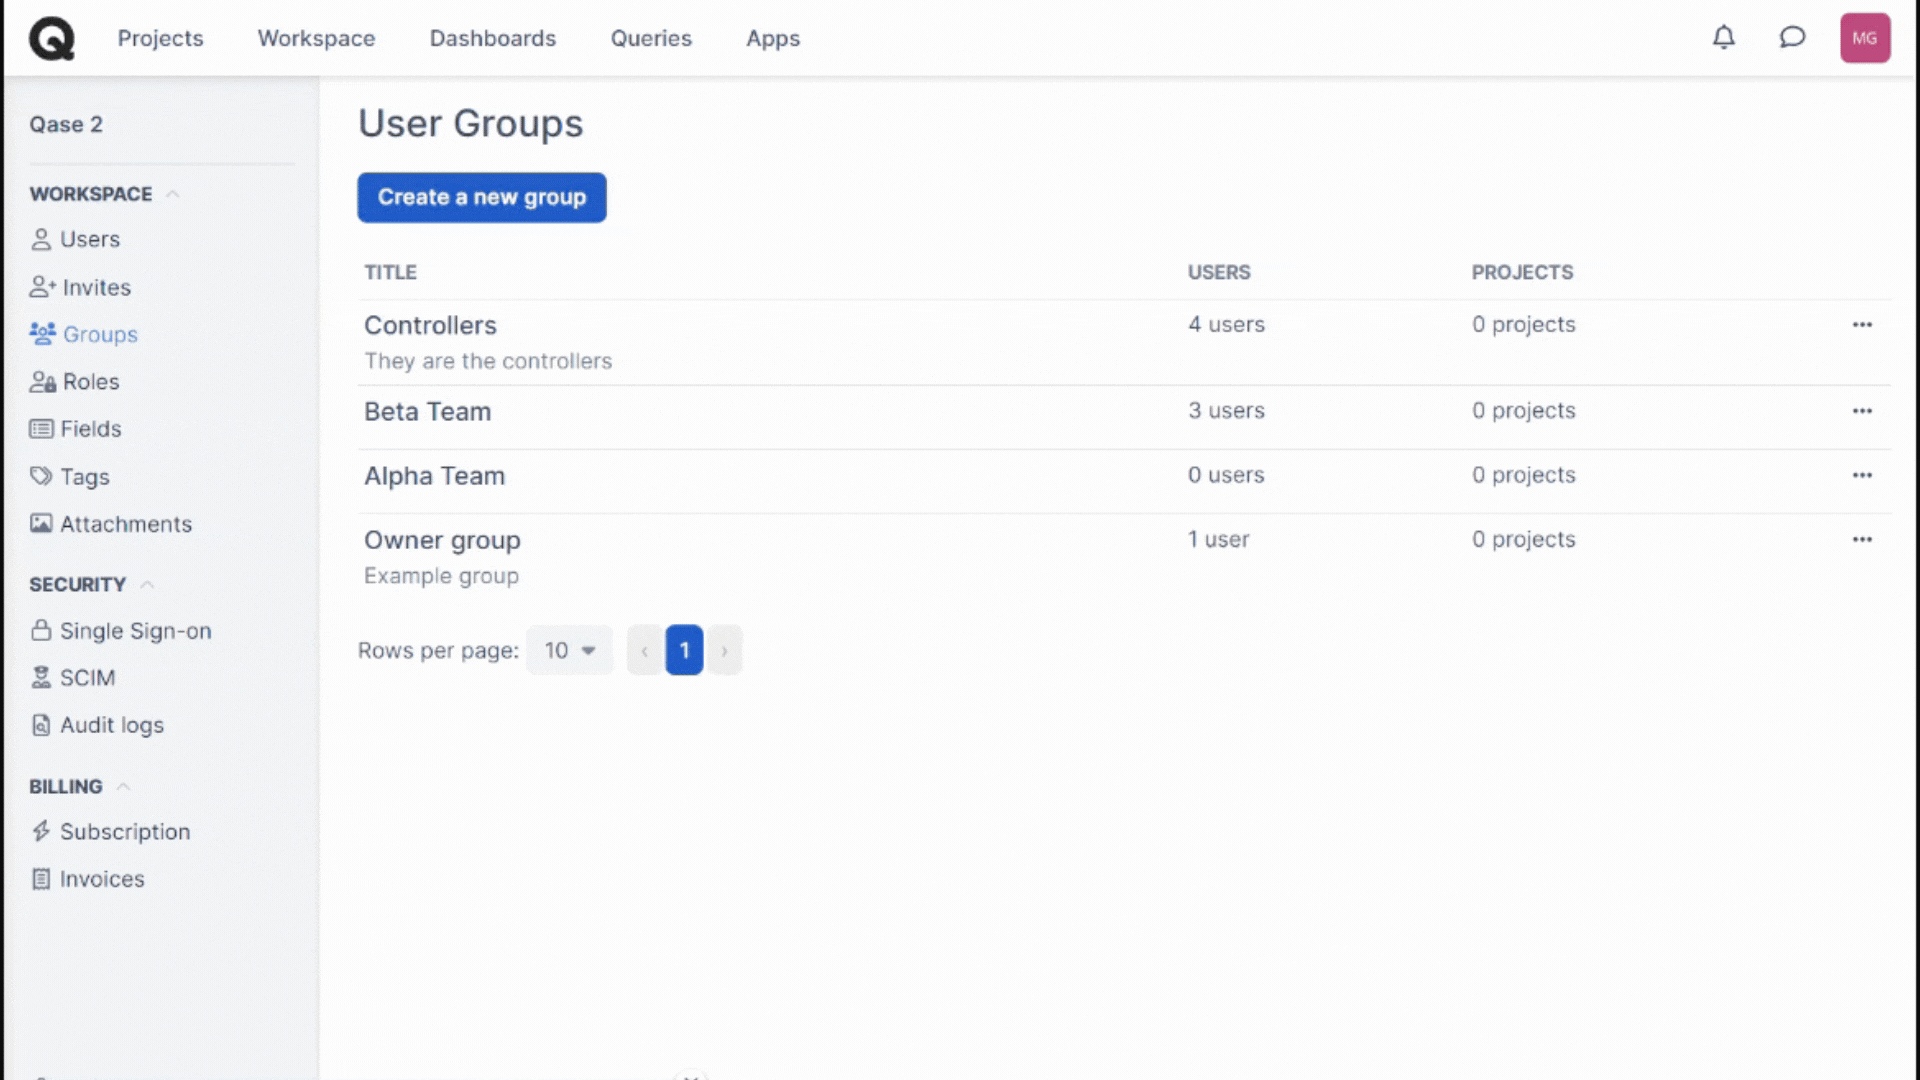 Projects Workspace Dashboards Queries Apps MG
Qase 2
WORKSPACE
Users
Invites
Groups
Roles
Fields
Tags
Attachments
SECURITY
Single Sign-on
SCIM
Audit logs
BILLING
Subscription
Invoices
User Groups
Create a new group
TITLE USERS PROJECTS
Controllers 4 users 0 projects
They are the controllers
Beta Team 3 users 0 projects
Alpha Team 0 users 0 projects
Owner group 1 user 0 projects
Example group
Rows per page: 10 ‹ 1 ›